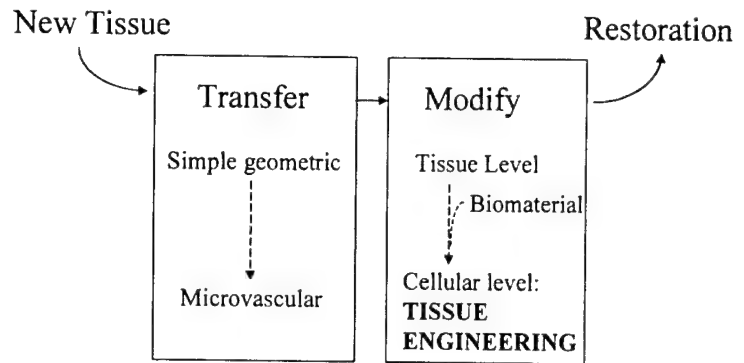 New Tissue
Restoration
Transfer
Modify
Simple geometric
Tissue Level
Biomaterial
Microvascular
Cellular level:
TISSUE
ENGINEERING